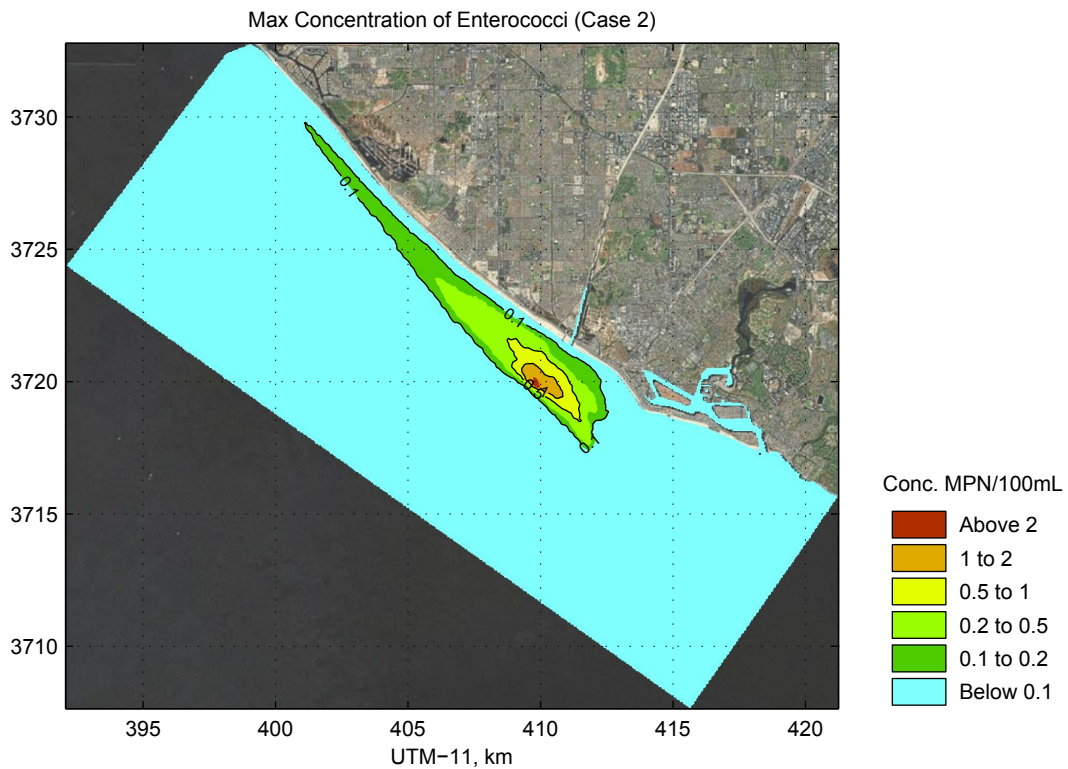 Max Concentration of Enterococci (Case 2)
3730
3725
3720
3715
3710
0.1
0.1
395
400
405
410
415
420
UTM−11, km
Conc. MPN/100mL
Above 2
1 to 2
0.5 to 1
0.2 to 0.5
0.1 to 0.2
Below 0.1